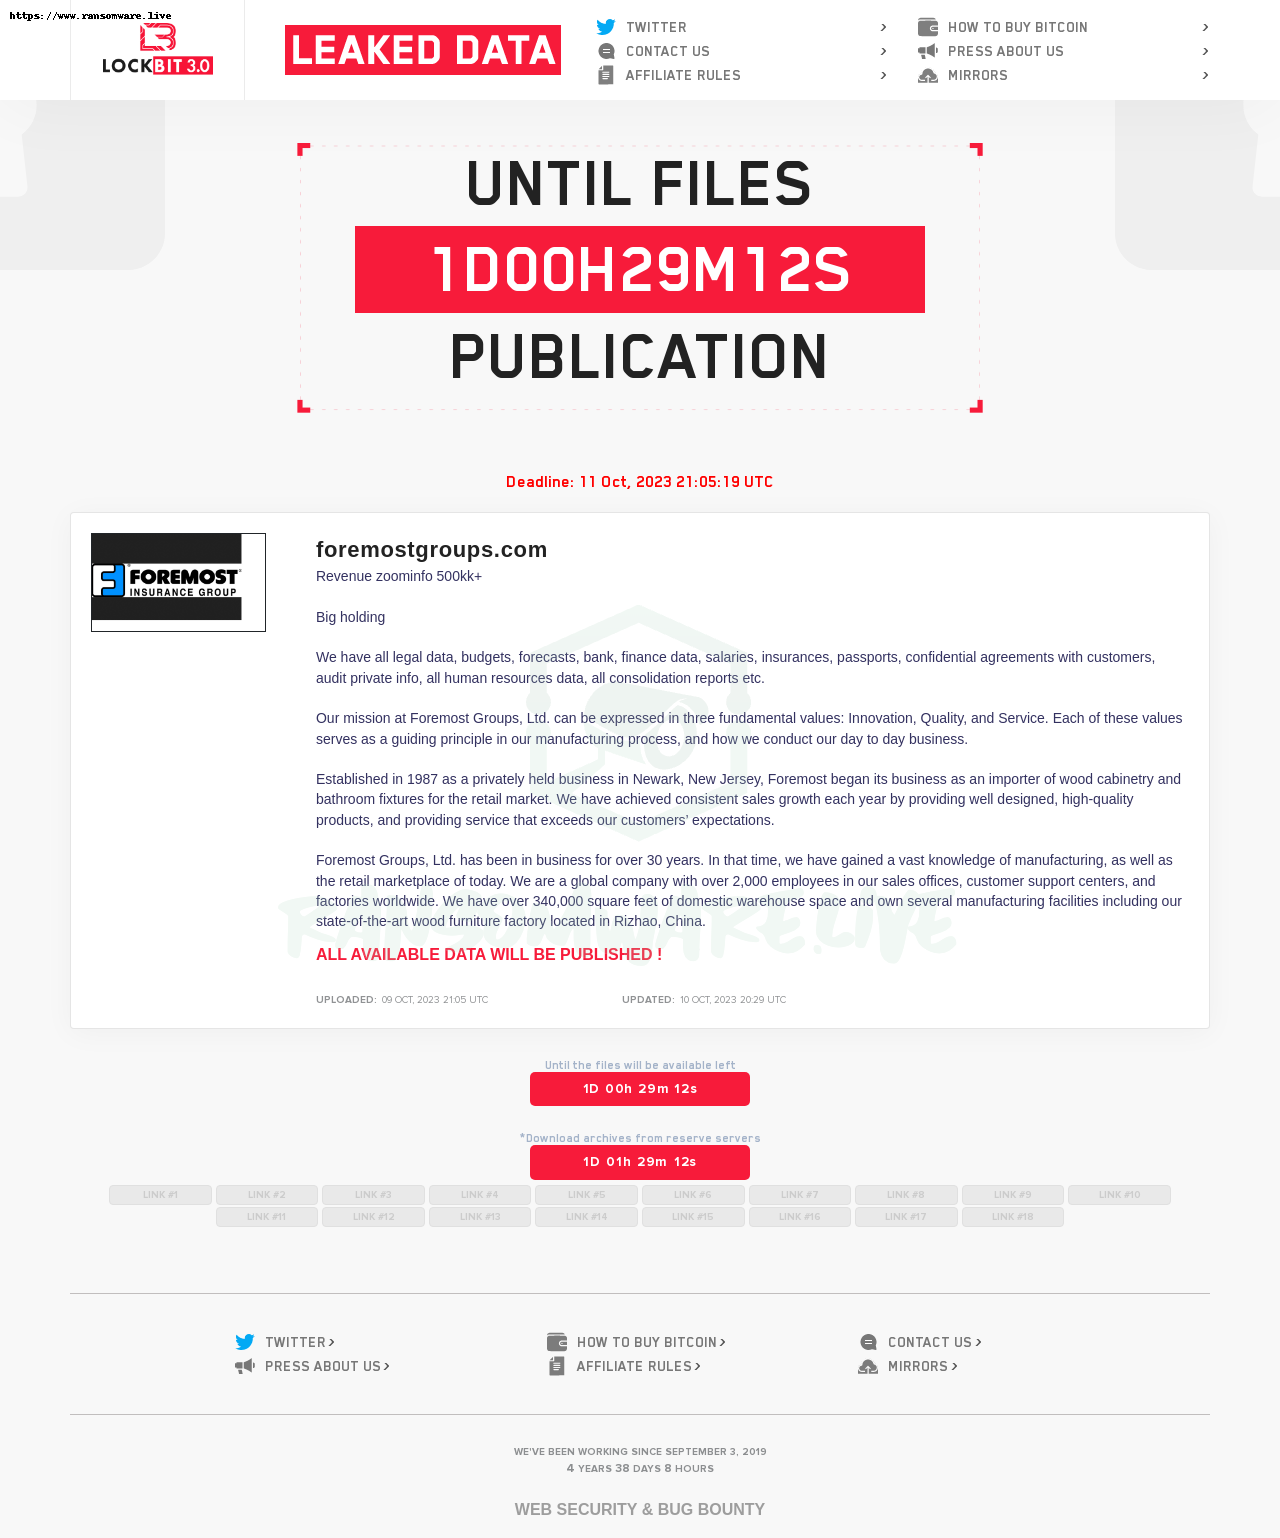 https://www.ransomware.live
LOCKBIT 3.0
LEAKED DATA
TWITTER
CONTACT US
AFFILIATE RULES
HOW TO BUY BITCOIN
PRESS ABOUT US
MIRRORS
UNTIL FILES
1D00H29M12S
PUBLICATION
Deadline: 11 Oct, 2023 21:05:19 UTC
FOREMOST®
INSURANCE GROUP
foremostgroups.com
Revenue zoominfo 500kk+
Big holding
We have all legal data, budgets, forecasts, bank, finance data, salaries, insurances, passports, confidential agreements with customers,
audit private info, all human resources data, all consolidation reports etc.
Our mission at Foremost Groups, Ltd. can be expressed in three fundamental values: Innovation, Quality, and Service. Each of these values
serves as a guiding principle in our manufacturing process, and how we conduct our day to day business.
Established in 1987 as a privately held business in Newark, New Jersey, Foremost began its business as an importer of wood cabinetry and
bathroom fixtures for the retail market. We have achieved consistent sales growth each year by providing well designed, high-quality
products, and providing service that exceeds our customers' expectations.
Foremost Groups, Ltd. has been in business for over 30 years. In that time, we have gained a vast knowledge of manufacturing, as well as
the retail marketplace of today. We are a global company with over 2,000 employees in our sales offices, customer support centers, and
factories worldwide. We have over 340,000 square feet of domestic warehouse space and own several manufacturing facilities including our
state-of-the-art wood furniture factory located in Rizhao, China.
RANSOMWARE.LIVE
ALL AVAILABLE DATA WILL BE PUBLISHED !
UPLOADED: 09 OCT, 2023 21:05 UTC
UPDATED: 10 OCT, 2023 20:29 UTC
Until the files will be available left
1D 00h 29m 12s
*Download archives from reserve servers
1D 01h 29m 12s
LINK #1 LINK #2 LINK #3 LINK #4 LINK #5 LINK #6 LINK #7 LINK #8 LINK #9 LINK #10
LINK #11 LINK #12 LINK #13 LINK #14 LINK #15 LINK #16 LINK #17 LINK #18
TWITTER
HOW TO BUY BITCOIN
CONTACT US
PRESS ABOUT US
AFFILIATE RULES
MIRRORS
WE'VE BEEN WORKING SINCE SEPTEMBER 3, 2019
4 YEARS 38 DAYS 8 HOURS
WEB SECURITY & BUG BOUNTY